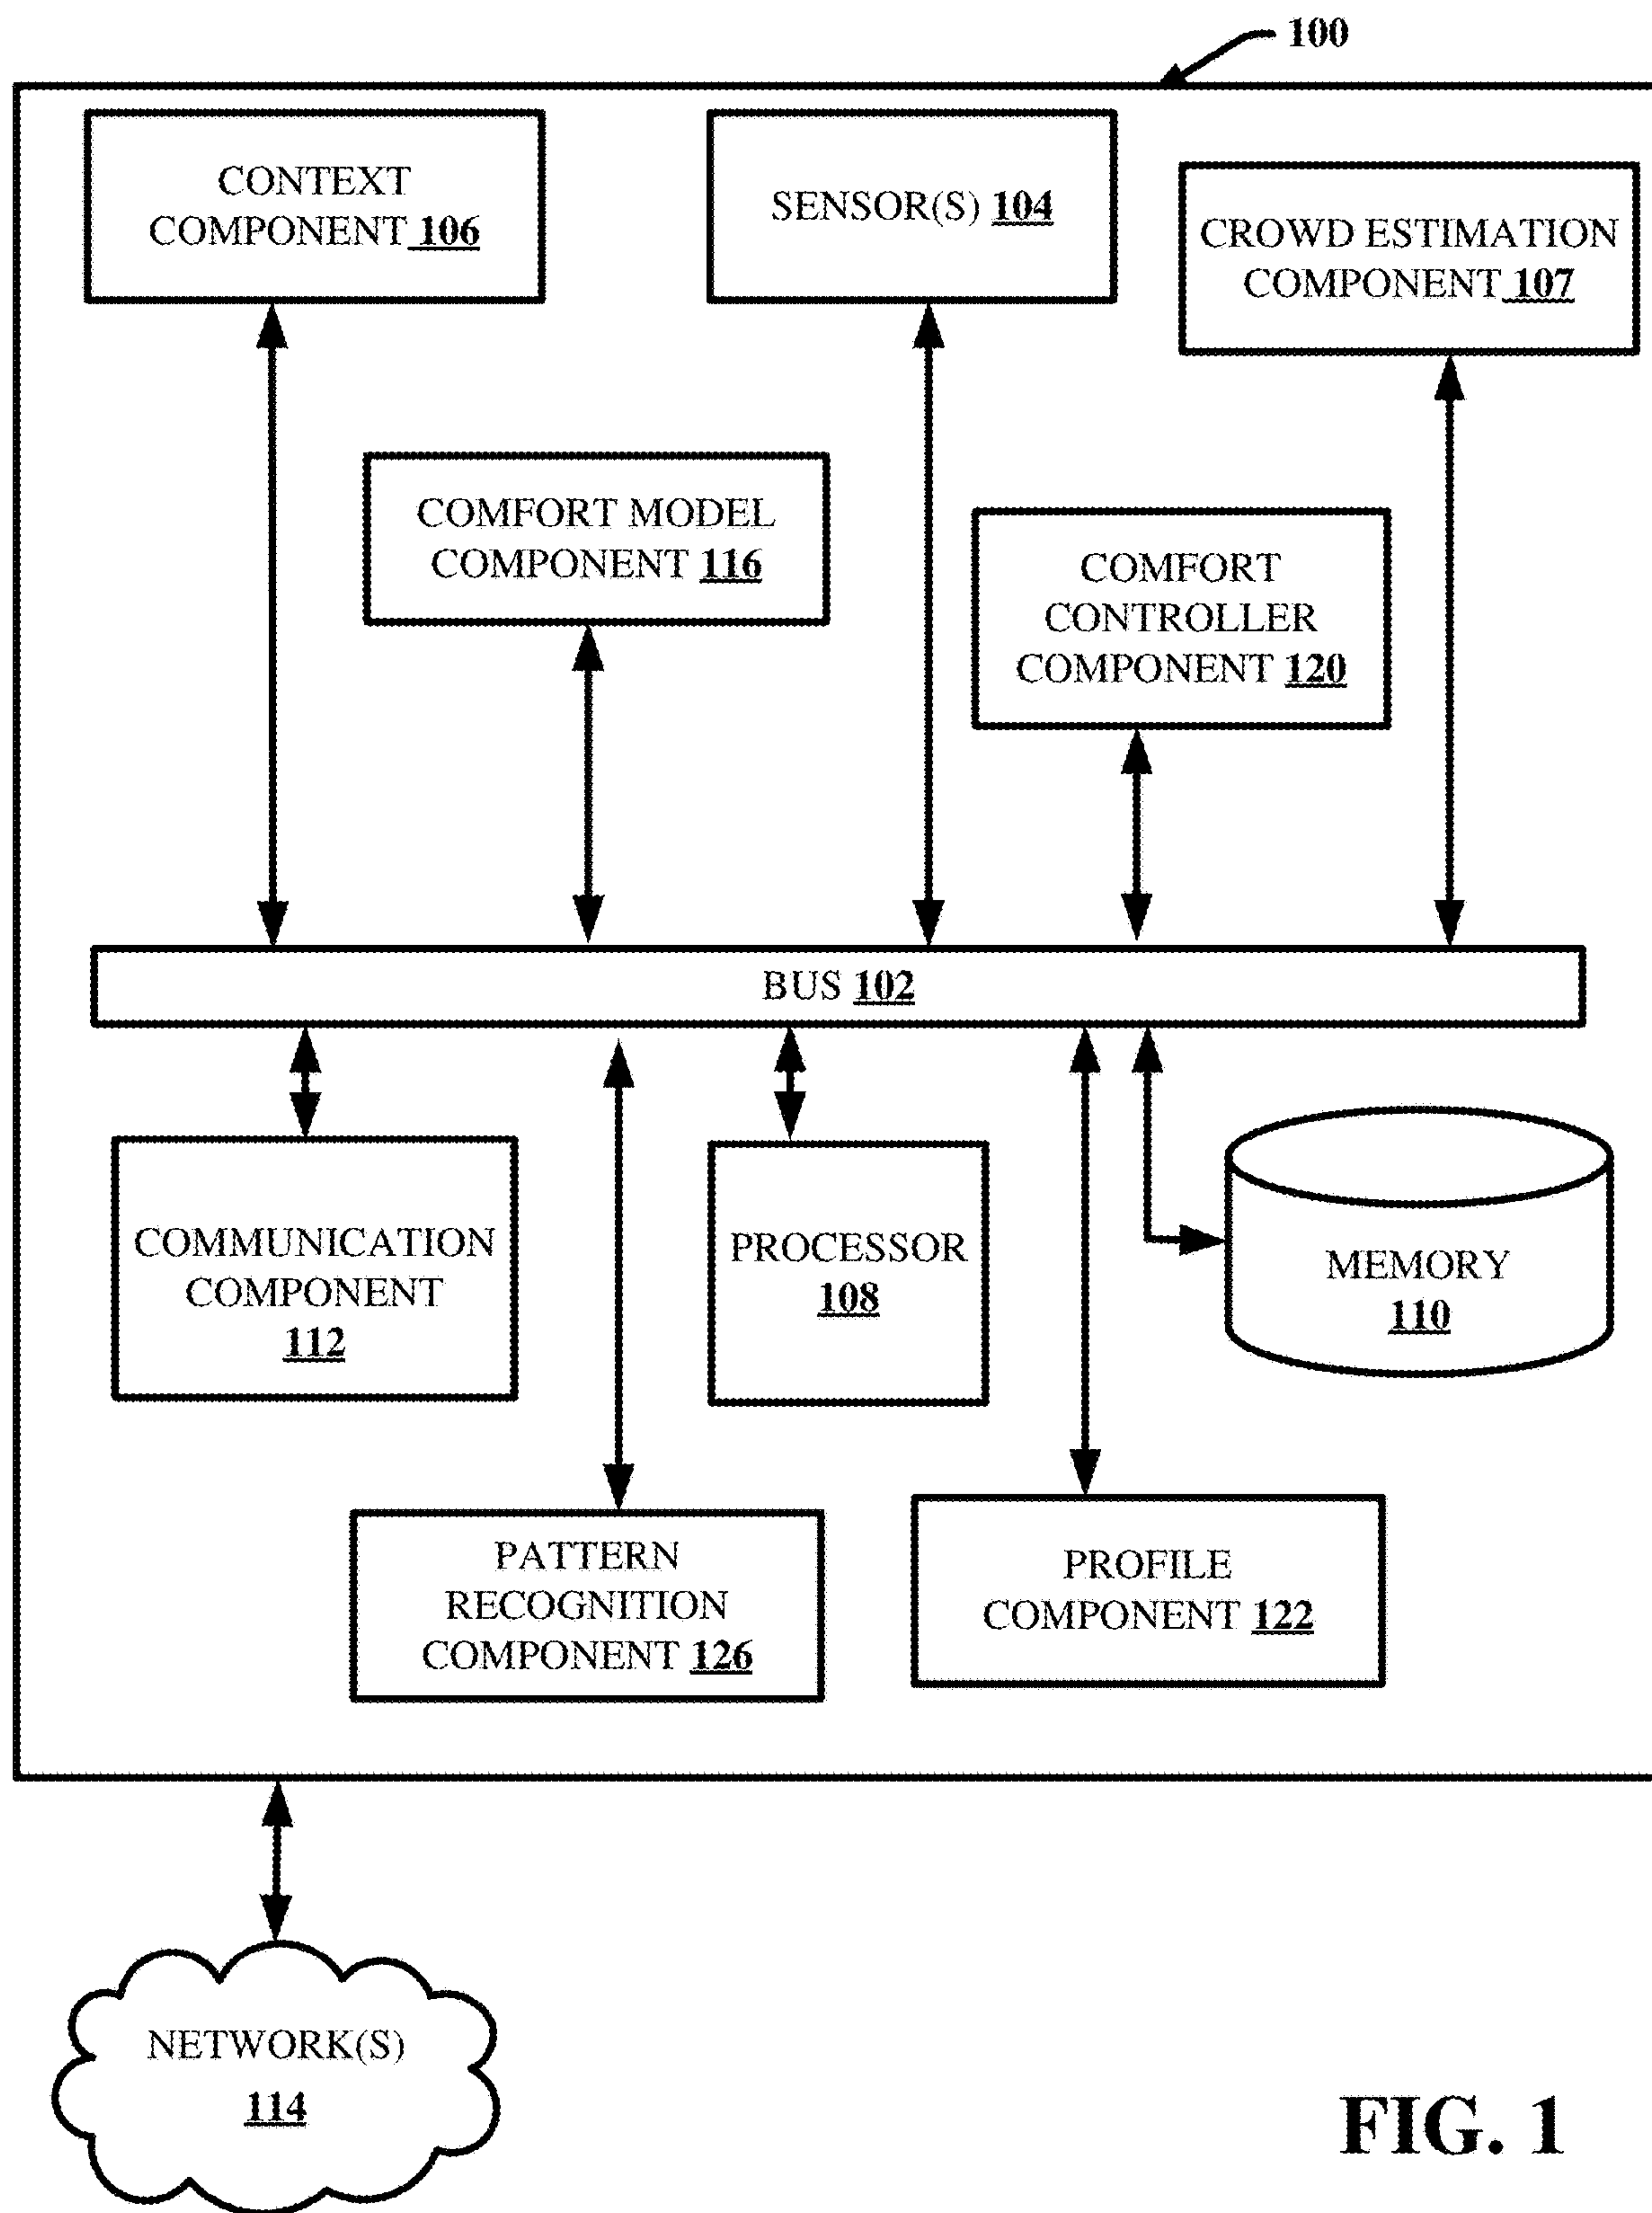 100
CONTEXT
COMPONENT 106
SENSOR(S) 104
CROWD ESTIMATION
COMPONENT 107
COMFORT MODEL
COMPONENT 116
COMFORT
CONTROLLER
COMPONENT 120
BUS 102
COMMUNICATION
COMPONENT
112
PROCESSOR
108
MEMORY
110
PATTERN
RECOGNITION
COMPONENT 126
PROFILE
COMPONENT 122
NETWORK(S)
114
FIG. 1